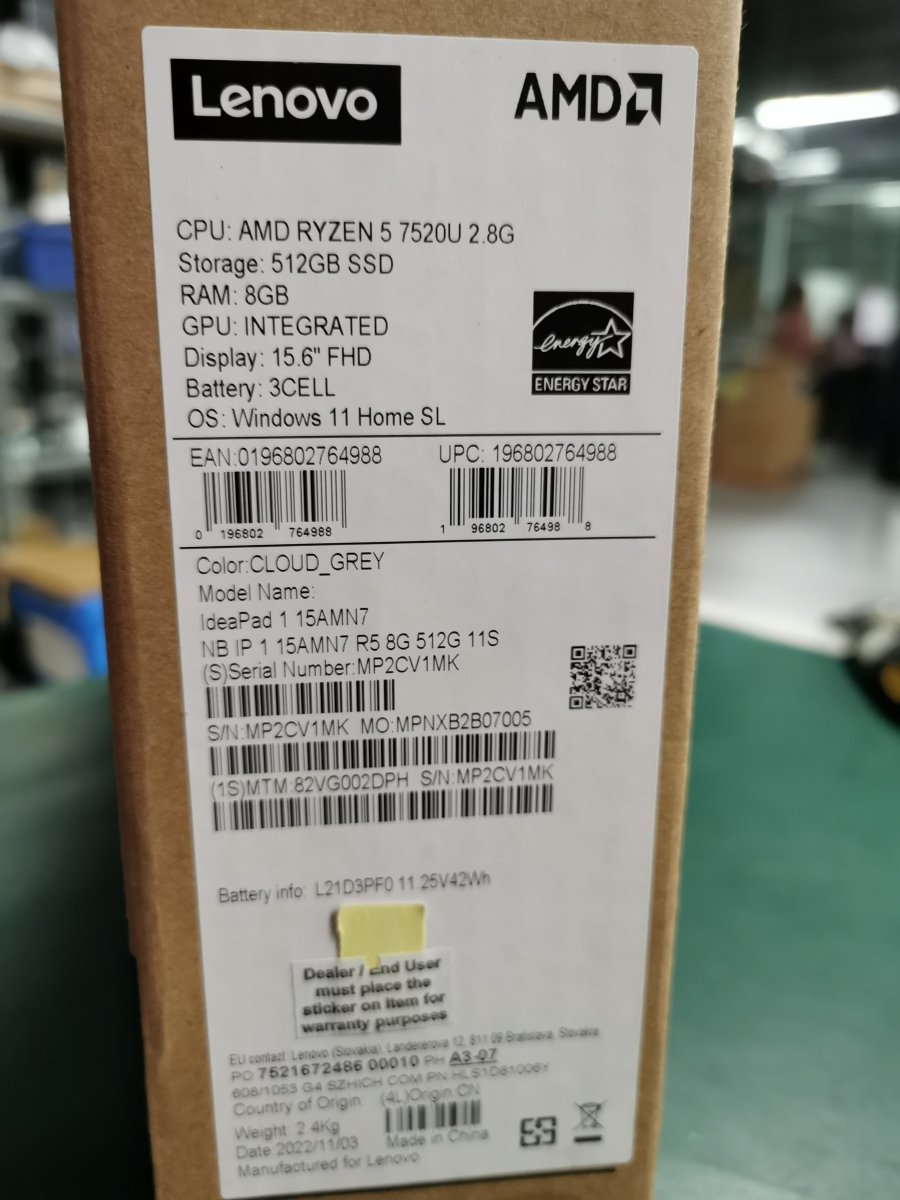 Lenovo
AMD
CPU: AMD RYZEN 5 7520U 2.8G
Storage: 512GB SSD
RAM: 8GB
GPU: INTEGRATED
Display: 15.6" FHD
Battery: 3CELL
OS: Windows 11 Home SL
energy
ENERGY STAR
EAN:0196802764988 UPC: 196802764988
0 196802 764988 1 96802 76498 8
Color:CLOUD_GREY
Model Name:
IdeaPad 1 15AMN7
NB IP 1 15AMN7 R5 8G 512G 11S
(S)Serial Number:MP2CV1MK
S/N:MP2CV1MK MO:MPNXB2B07005
(1S)MTM:82VG002DPH S/N:MP2CV1MK
Battery info: L21D3PF0 11.25V42Wh
Dealer / End User
must place the
sticker on item for
warranty purposes
EU contact: Lenovo (Slovakia), Landererova 12, 811 09 Bratislava, Slovakia
PO 7521672486 00010 PH A3-07
608/1053 G4 SZHICH COM PN
Country of Origin: (4L)Origin:CN
Weight: 2.4Kg
Date 2022/11/03 Made in China
Manufactured for Lenovo